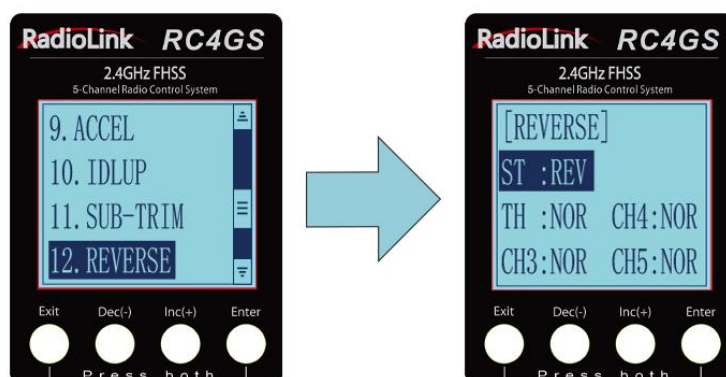 RadioLink RC4GS
2.4GHz FHSS
5-Channel Radio Control System
9. ACCEL
10. IDLUP
11. SUB-TRIM
12. REVERSE
Exit Dec(-) Inc(+) Enter
Press both
RadioLink RC4GS
2.4GHz FHSS
5-Channel Radio Control System
[REVERSE]
ST :REV
TH :NOR CH4:NOR
CH3:NOR CH5:NOR
Exit Dec(-) Inc(+) Enter
Press both